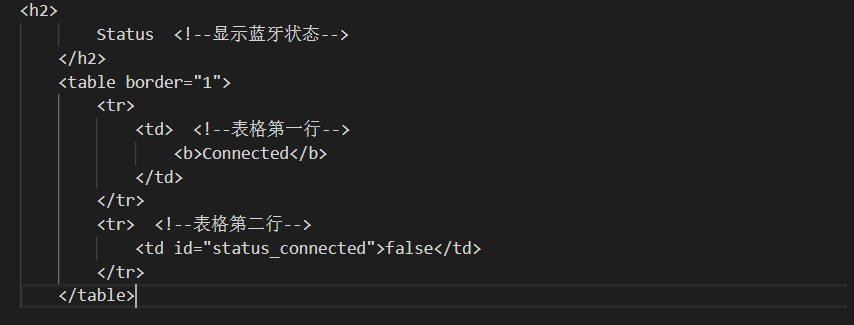 <h2>
Status  <!--显示蓝牙状态-->
</h2>
<table border="1">
<tr>
<td>  <!--表格第一行-->
<b>Connected</b>
</td>
</tr>
<tr>  <!--表格第二行-->
<td id="status_connected">false</td>
</tr>
</table>